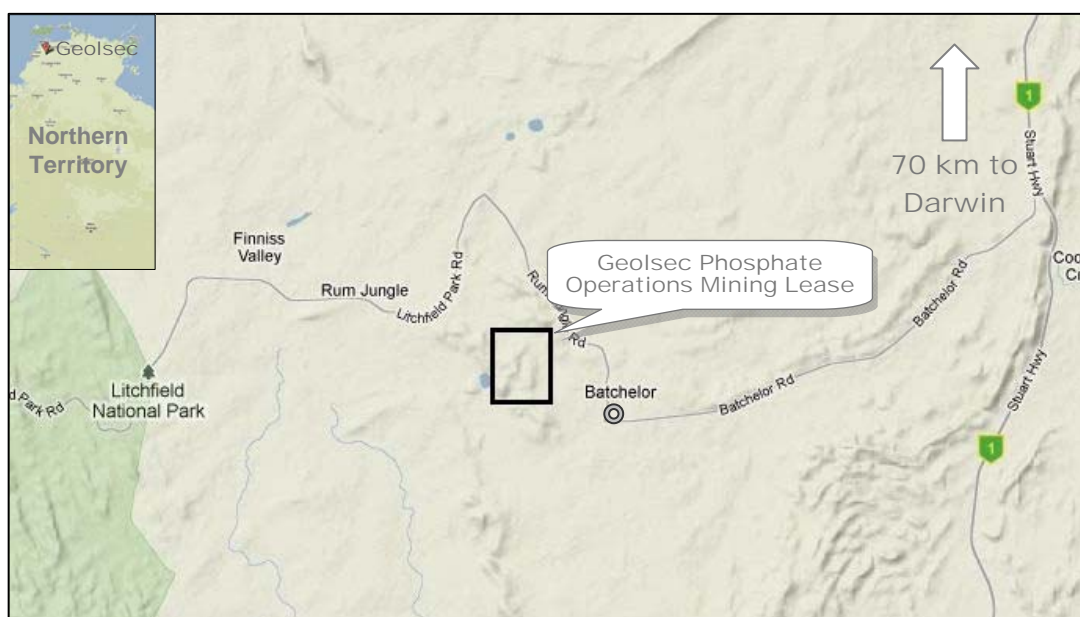 Geolsec
Northern
Territory
1
Stuart Hwy
70 km to
Darwin
Finniss
Valley
Rum Jungle
Litchfield Park Rd
Geolsec Phosphate
Operations Mining Lease
Rd
Batchelor Rd
Litchfield
National Park
d Park Rd
Batchelor
Batchelor Rd
Stuart Hwy
1